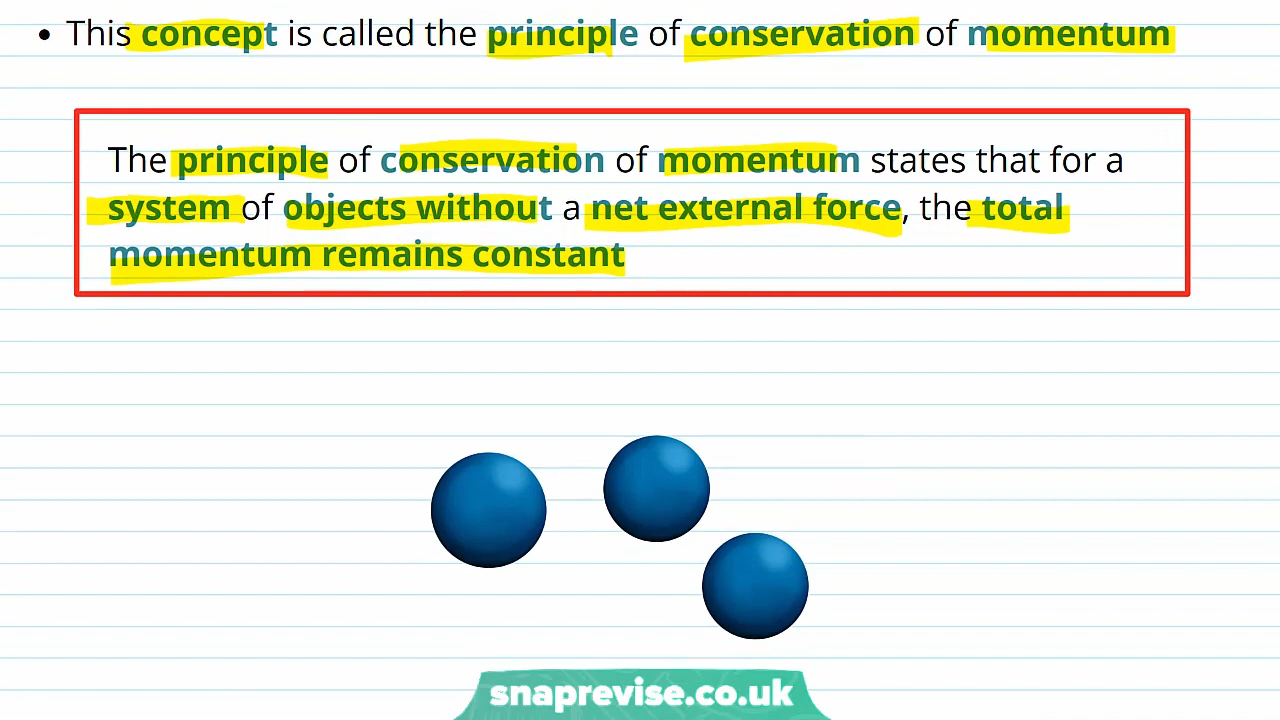 • This concept is called the principle of conservation of momentum
The principle of conservation of momentum states that for a
system of objects without a net external force, the total
momentum remains constant
snaprevise.co.uk